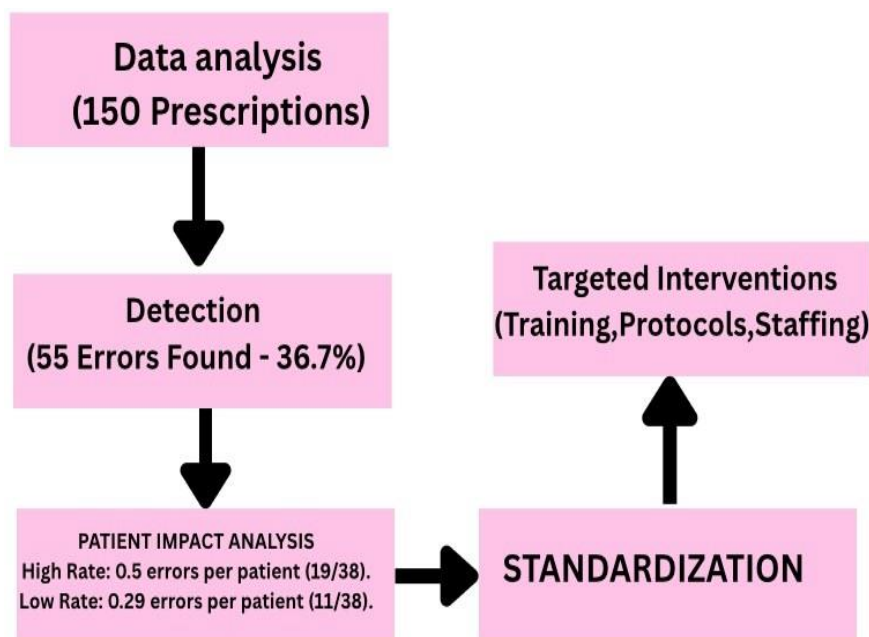 Data analysis
(150 Prescriptions)
Detection
(55 Errors Found - 36.7%)
PATIENT IMPACT ANALYSIS
High Rate: 0.5 errors per patient (19/38).
Low Rate: 0.29 errors per patient (11/38).
STANDARDIZATION
Targeted Interventions
(Training,Protocols,Staffing)